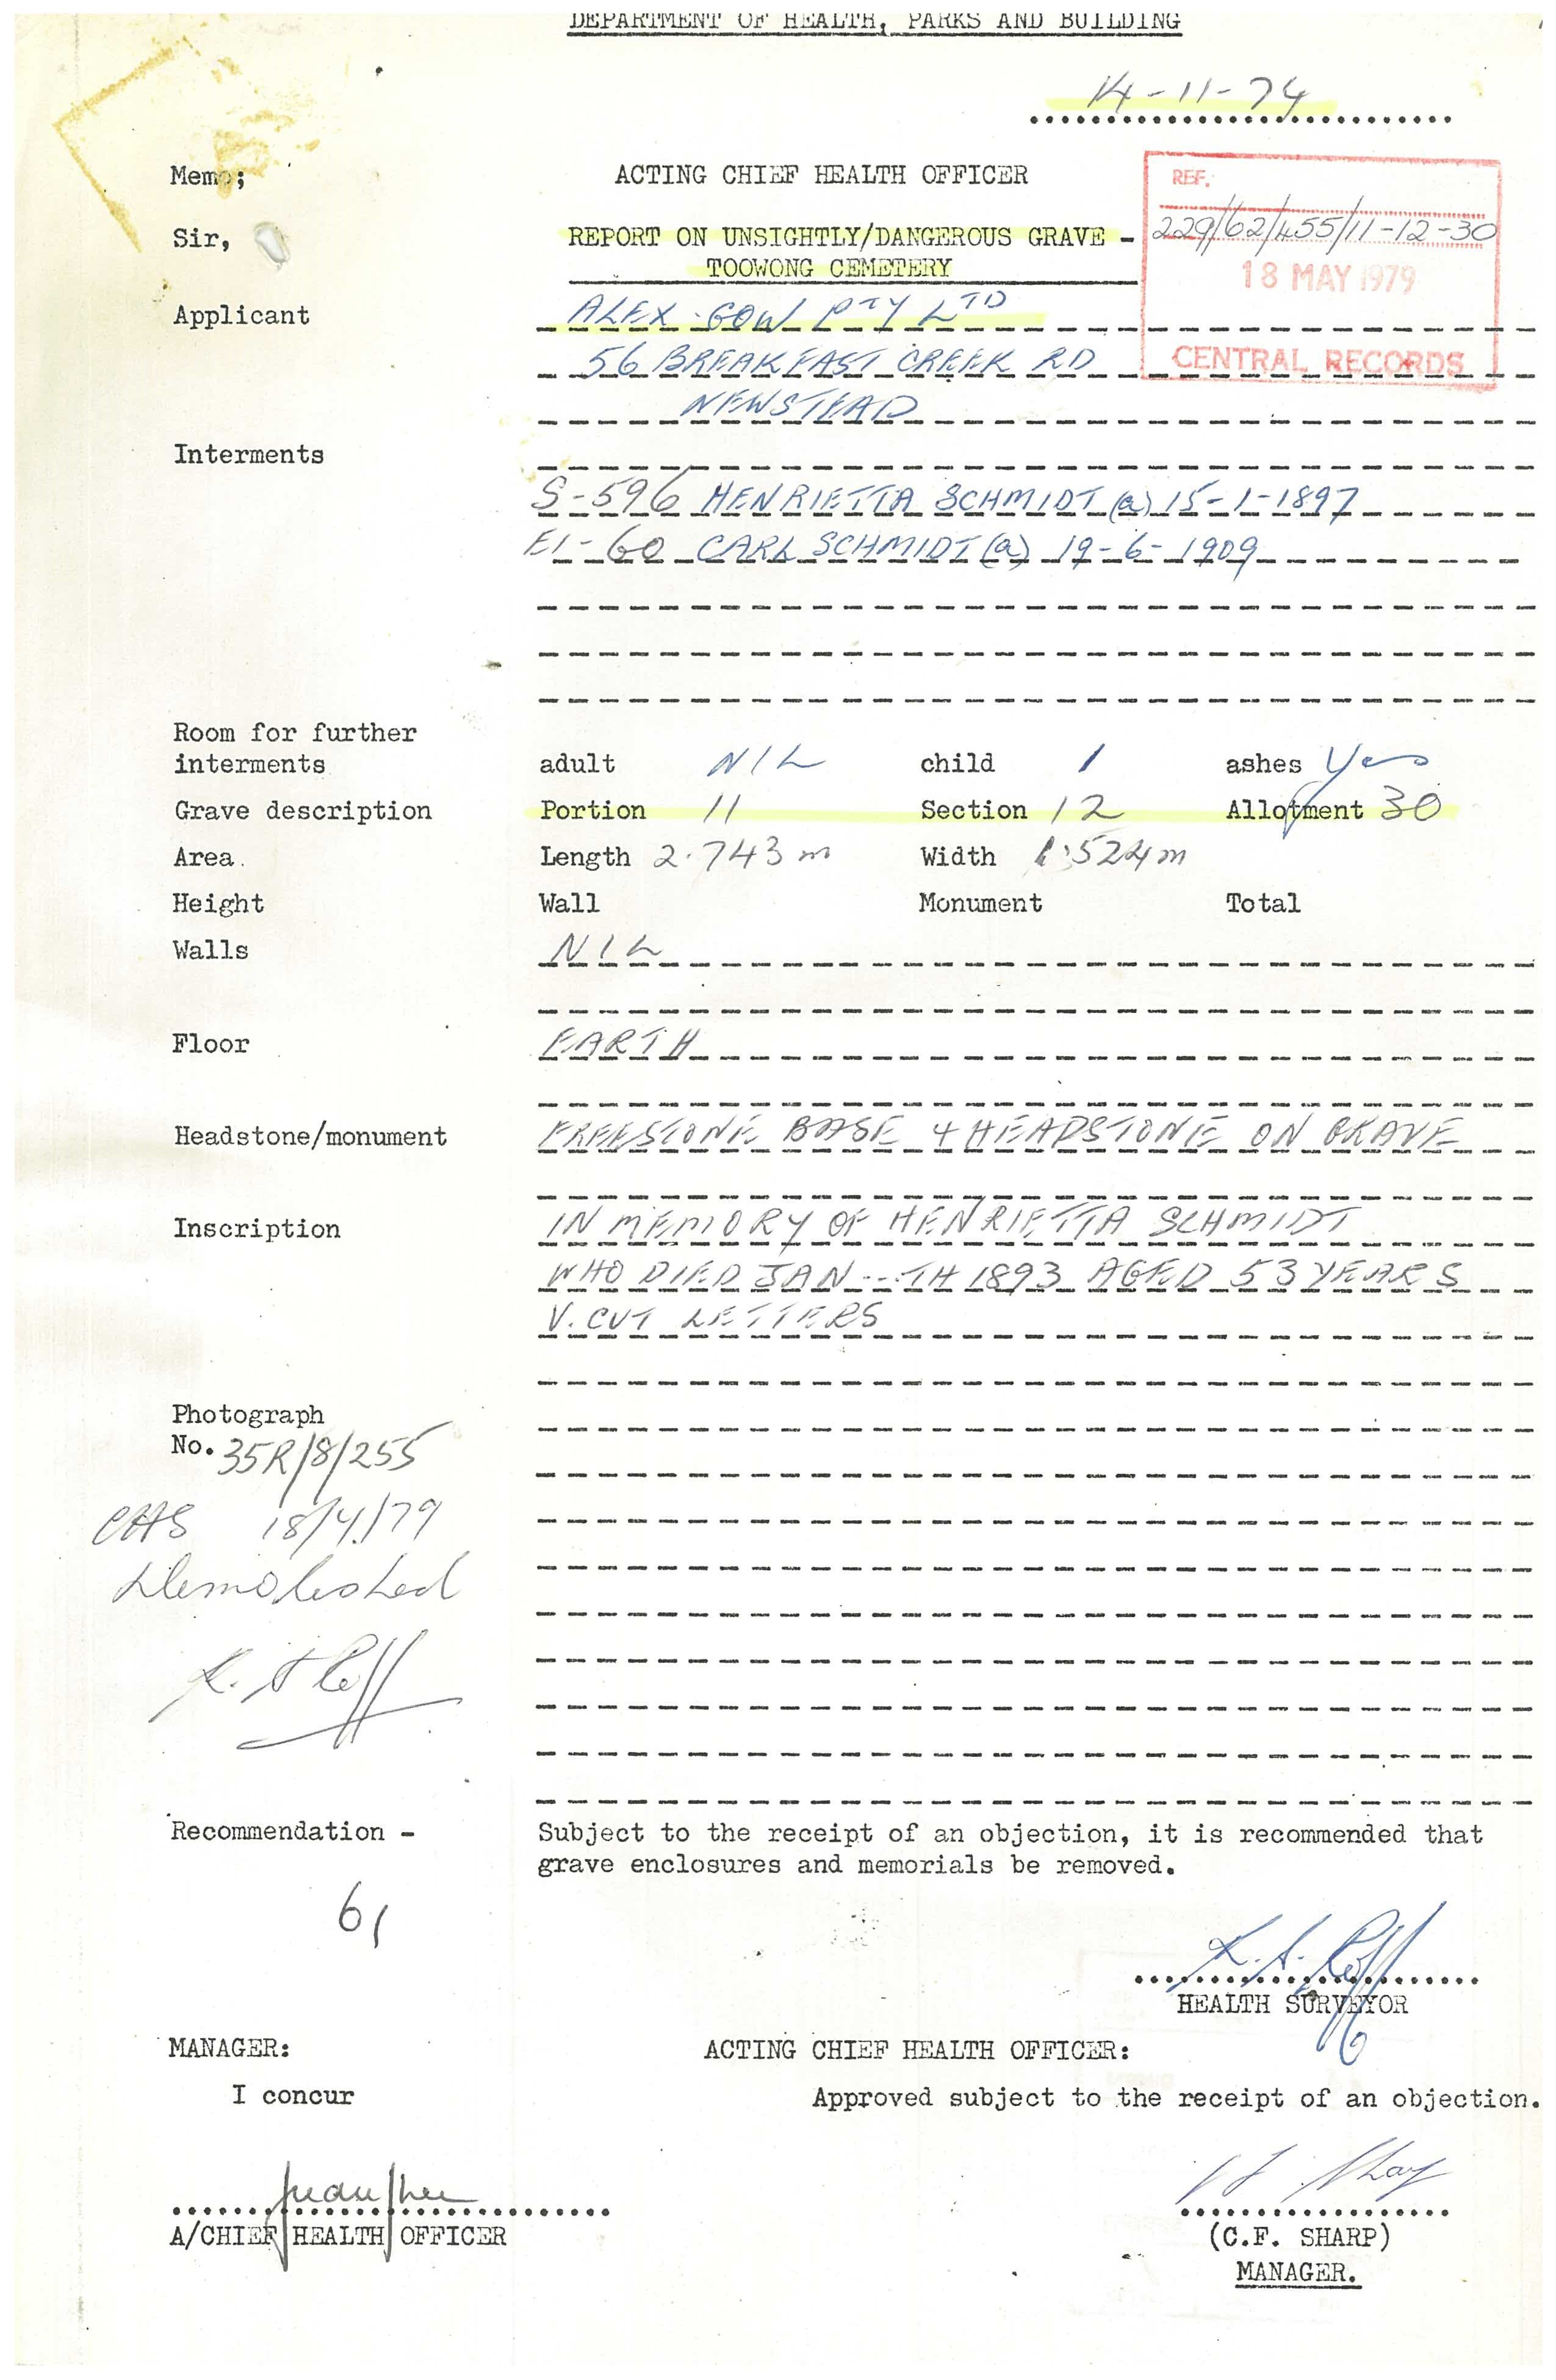 DEPARTMENT OF HEALTH, PARKS AND BUILDING
14-11-74
Memo; ACTING CHIEF HEALTH OFFICER
REF.
Sir, REPORT ON UNSIGHTLY/DANGEROUS GRAVE -
TOOWONG CEMETERY
229/62/455/11-12-30
18 MAY 1979
CENTRAL RECORDS
Applicant ALEX GOW PTY LTD
56 BREAKFAST CREEK RD
NEWSTEAD
Interments
S-596 HENRIETTA SCHMIDT (a) 15-1-1897
E1-60 CARL SCHMIDT (a) 19-6-1909
Room for further
interments adult NIL child 1 ashes Yes
Grave description Portion 11 Section 12 Allotment 30
Area. Length 2.743m Width 1.524m
Height Wall Monument Total
Walls NIL
Floor EARTH
Headstone/monument FREESTONE BASE & HEADSTONE ON GRAVE
Inscription IN MEMORY OF HENRIETTA SCHMIDT
WHO DIED JAN --TH 1893 AGED 53 YEARS
V. CUT LETTERS
Photograph
No. 35R/8/255
CHS 18/4/79
Demolished
K. A Roff
Recommendation - Subject to the receipt of an objection, it is recommended that
grave enclosures and memorials be removed.
61
K. A. Roff
HEALTH SURVEYOR
MANAGER: ACTING CHIEF HEALTH OFFICER:
I concur Approved subject to the receipt of an objection.
A/CHIEF HEALTH OFFICER (C.F. SHARP)
MANAGER.